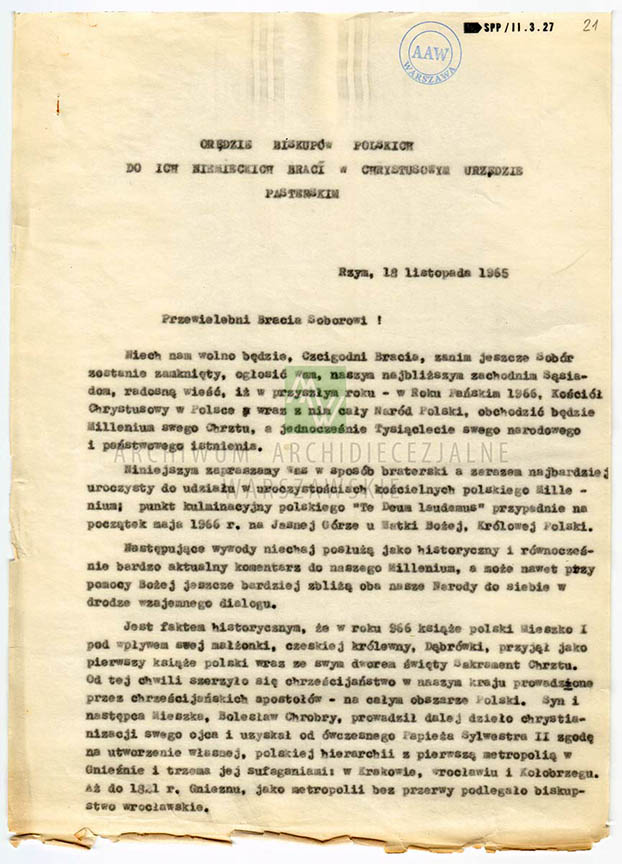 SPP/II.3.27
21
AAW
WARSZAWA
ORĘDZIE BISKUPÓW POLSKICH
DO ICH NIEMIECKICH BRACI W CHRYSTUSOWYM URZĘDZIE
PASTERSKIM
Rzym, 18 listopada 1965
Przewielebni Bracia Soborowi !
Niech nam wolno będzie, Czcigodni Bracia, zanim jeszcze Sobór
zostanie zamknięty, ogłosić Wam, naszym najbliższym zachodnim Sąsia-
dom, radosną wieść, iż w przyszłym roku - w Roku Pańskim 1966, Kościół
Chrystusowy w Polsce a wraz z nim cały Naród Polski, obchodzić będzie
Millenium swego Chrztu, a jednocześnie Tysiąclecie swego narodowego
i państwowego istnienia.
ARCHIWUM ARCHIDIECEZJALNE
WARSZAWSKIE
Niniejszym zapraszamy Was w sposób braterski a zarazem najbardziej
uroczysty do udziału w uroczystościach kościelnych polskiego Mille -
nium; punkt kulminacyjny polskiego "Te Deum laudamus" przypadnie na
początek maja 1966 r. na Jasnej Górze u Matki Bożej, Królowej Polski.
Następujące wywody niechaj posłużą jako historyczny i równocześ-
nie bardzo aktualny komentarz do naszego Millenium, a może nawet przy
pomocy Bożej jeszcze bardziej zbliżą oba nasze Narody do siebie w
drodze wzajemnego dialogu.
Jest faktem historycznym, że w roku 966 książe polski Mieszko I
pod wpływem swej małżonki, czeskiej królewny, Dąbrówki, przyjął jako
pierwszy książe polski wraz ze swym dworem święty Sakrament Chrztu.
Od tej chwili szerzyło się chrześcijaństwo w naszym kraju prowadzone
przez chrześcijańskich apostołów - na całym obszarze Polski. Syn i
następca Mieszka, Bolesław Chrobry, prowadził dalej dzieło chrystia-
nizacji swego ojca i uzyskał od ówczesnego Papieża Sylwestra II zgodę
na utworzenie własnej, polskiej hierarchii z pierwszą metropolią w
Gnieźnie i trzema jej sufaganiami: w Krakowie, Wrocławiu i Kołobrzegu.
Aż do 1821 r. Gnieznu, jako metropolii bez przerwy podlegało biskup-
stwo wrocławskie.